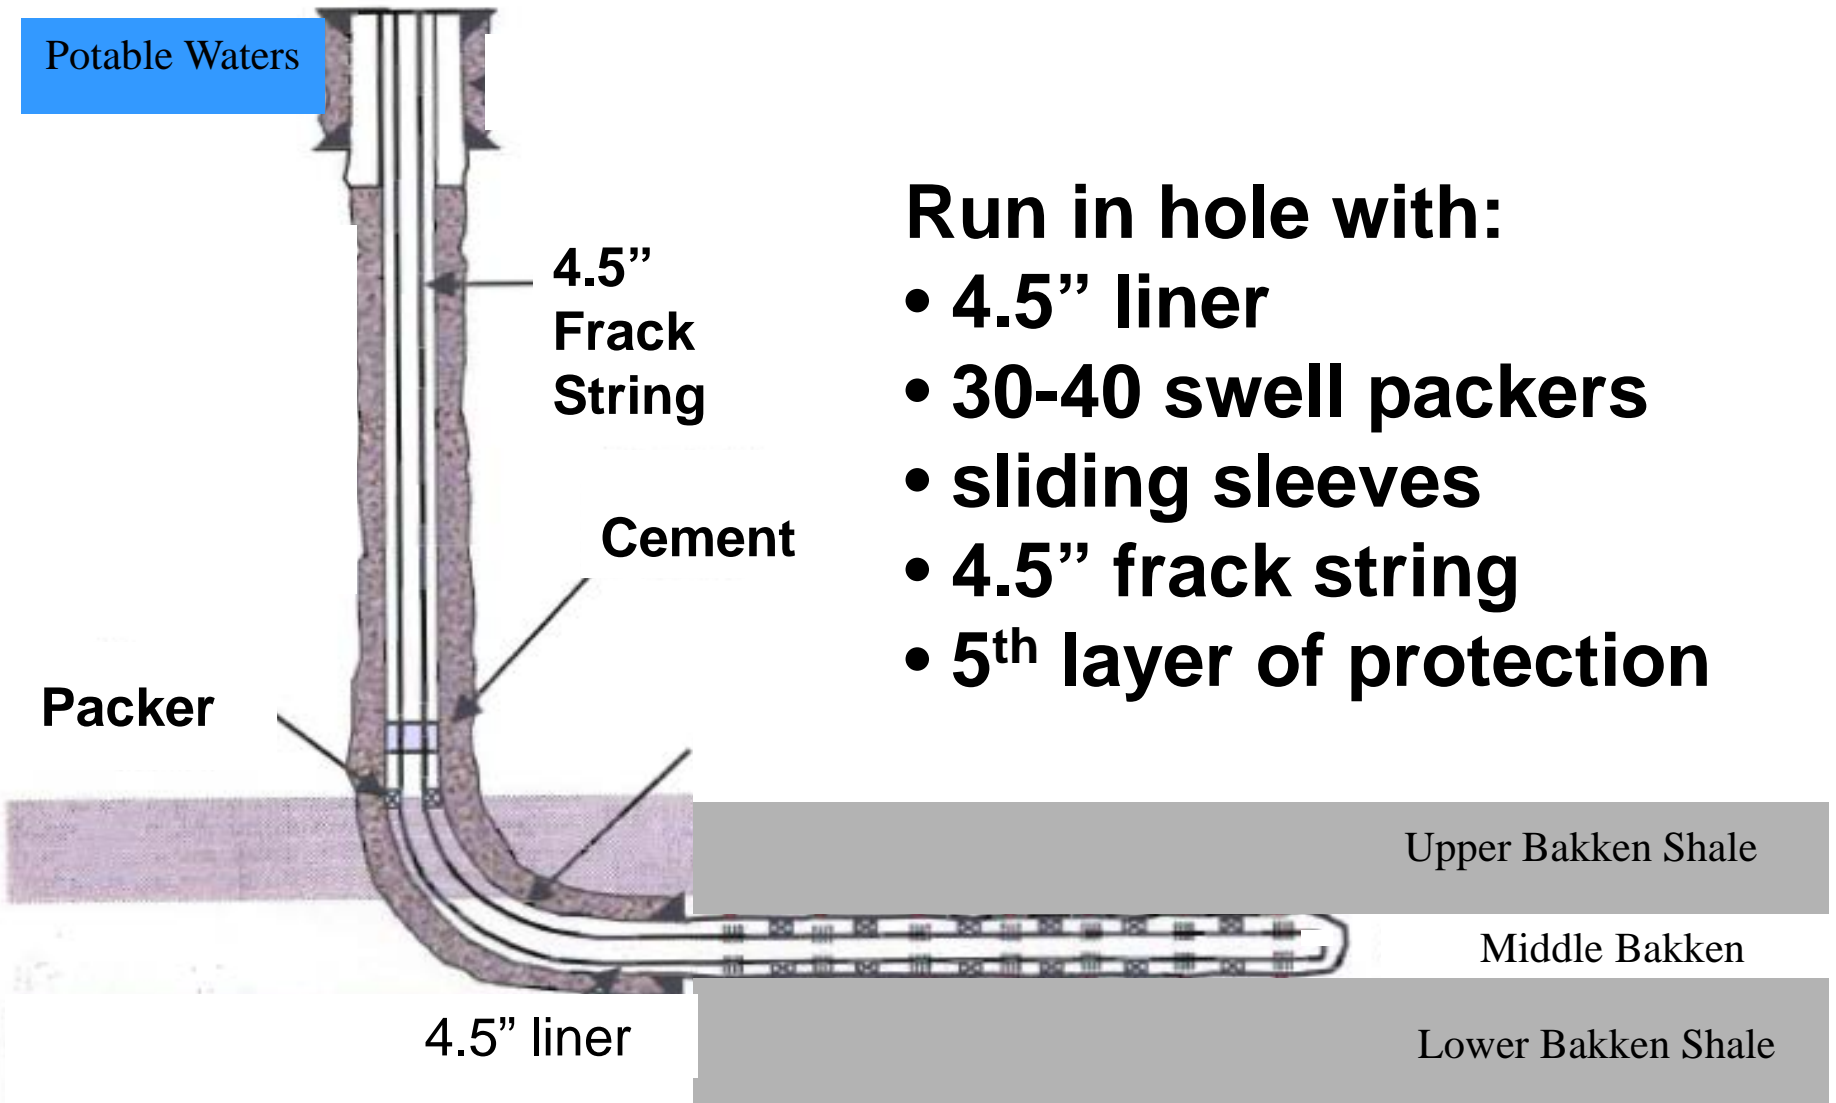 Potable Waters
4.5”
Frack
String
Cement
Packer
Run in hole with:
• 4.5” liner
• 30-40 swell packers
• sliding sleeves
• 4.5” frack string
• 5th layer of protection
Upper Bakken Shale
Middle Bakken
Lower Bakken Shale
4.5” liner